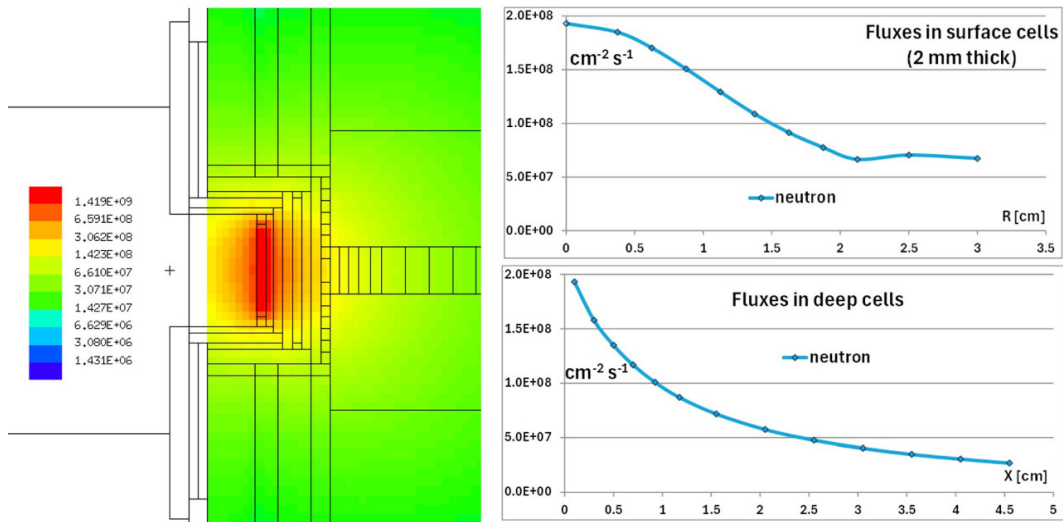 1.419E+09
6.591E+08
3.062E+08
1.423E+08
6.610E+07
3.071E+07
1.427E+07
6.629E+06
3.080E+06
1.431E+06
2.0E+08
1.5E+08
1.0E+08
5.0E+07
0.0E+00
cm-2 s-1
Fluxes in surface cells
(2 mm thick)
neutron
R [cm]
0 0.5 1 1.5 2 2.5 3 3.5
2.0E+08
1.5E+08
1.0E+08
5.0E+07
0.0E+00
Fluxes in deep cells
neutron
cm-2 s-1
X [cm]
0 0.5 1 1.5 2 2.5 3 3.5 4 4.5 5